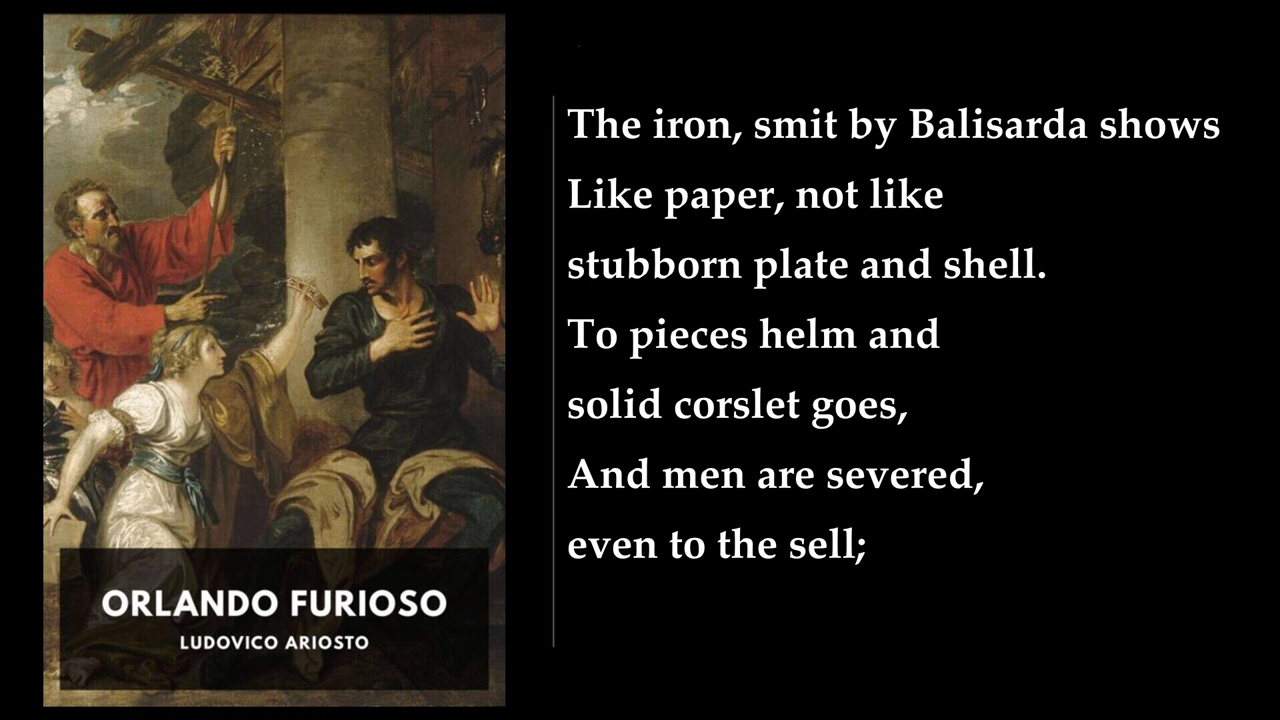 The iron, smit by Balisarda shows
Like paper, not like
stubborn plate and shell.
To pieces helm and
solid corslet goes,
And men are severed,
even to the sell;
ORLANDO FURIOSO
LUDOVICO ARIOSTO